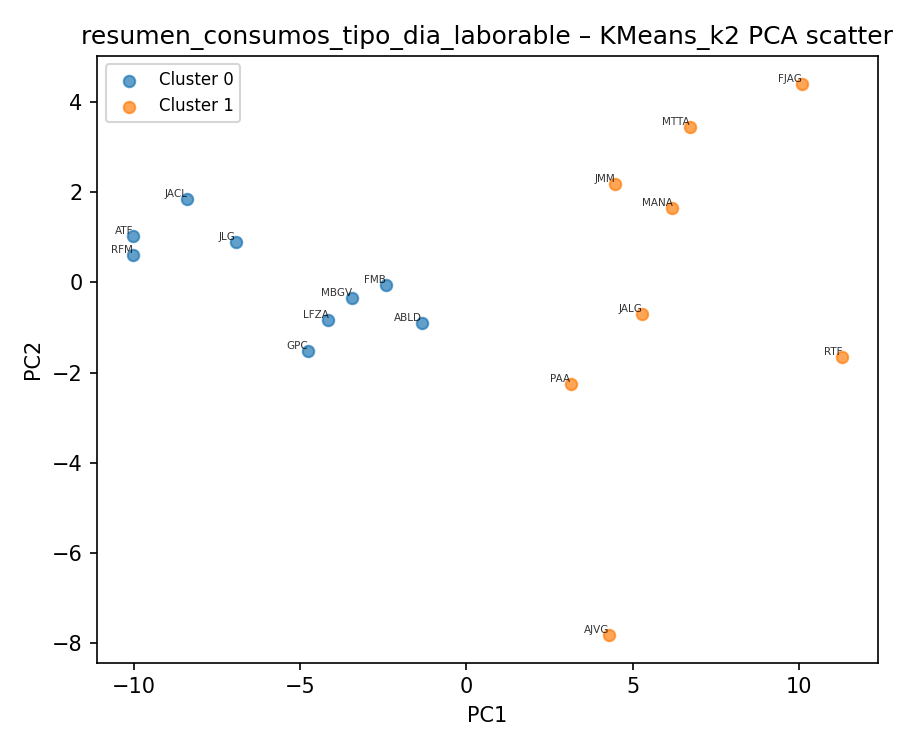 resumen_consumos_tipo_dia_laborable – KMeans_k2 PCA scatter
Cluster 0
Cluster 1
FJAG
MTTA
JMM
MANA
JACL
ATF
RFM
JLG
FMB
MBGV
LFZA
ABLD
GPC
JALG
RTF
PAA
AJVG
4
2
0
−2
−4
−6
−8
PC2
−10
−5
0
5
10
PC1